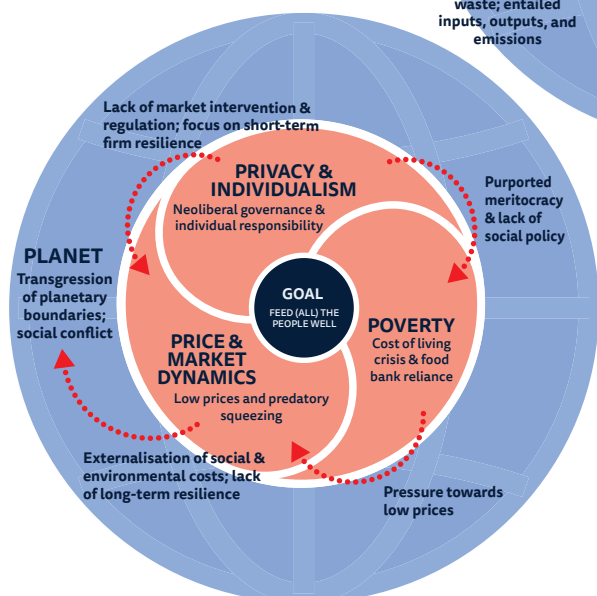 waste; entailed
inputs, outputs, and
emissions
Lack of market intervention &
regulation; focus on short-term
firm resilience
PRIVACY &
INDIVIDUALISM
Neoliberal governance &
individual responsibility
Purported
meritocracy
& lack of
social policy
PLANET
Transgression
of planetary
boundaries;
social conflict
GOAL
FEED (ALL) THE
PEOPLE WELL
POVERTY
Cost of living
crisis & food
bank reliance
PRICE &
MARKET
DYNAMICS
Low prices and predatory
squeezing
Externalisation of social &
environmental costs; lack
of long-term resilience
Pressure towards
low prices